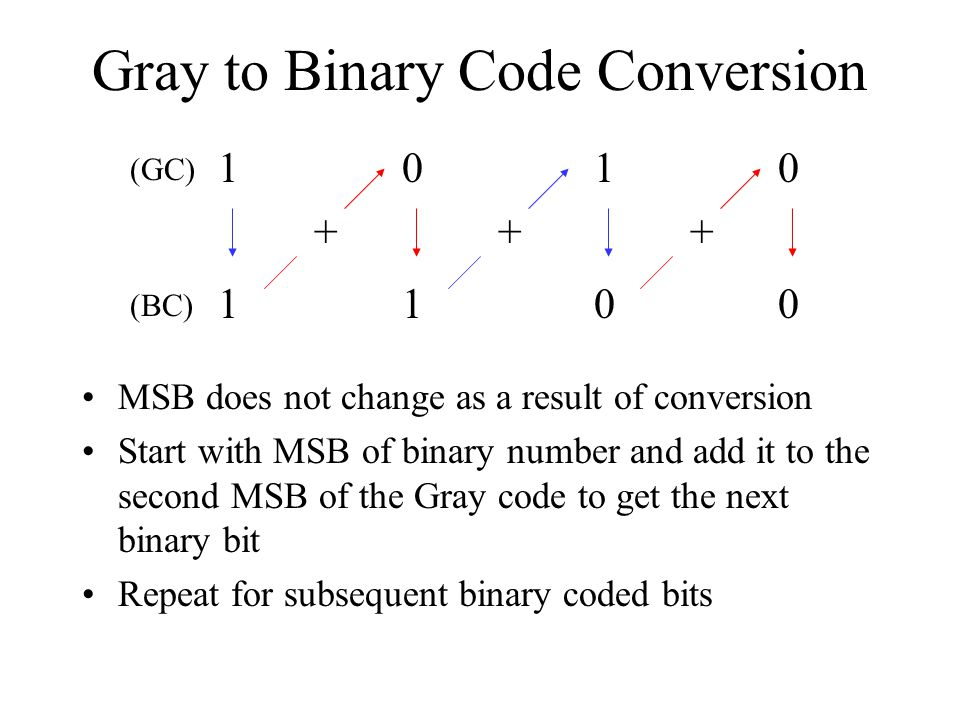 Gray to Binary Code Conversion
(GC) 1 0 1 0
+ + +
(BC) 1 1 0 0
• MSB does not change as a result of conversion
• Start with MSB of binary number and add it to the
second MSB of the Gray code to get the next
binary bit
• Repeat for subsequent binary coded bits